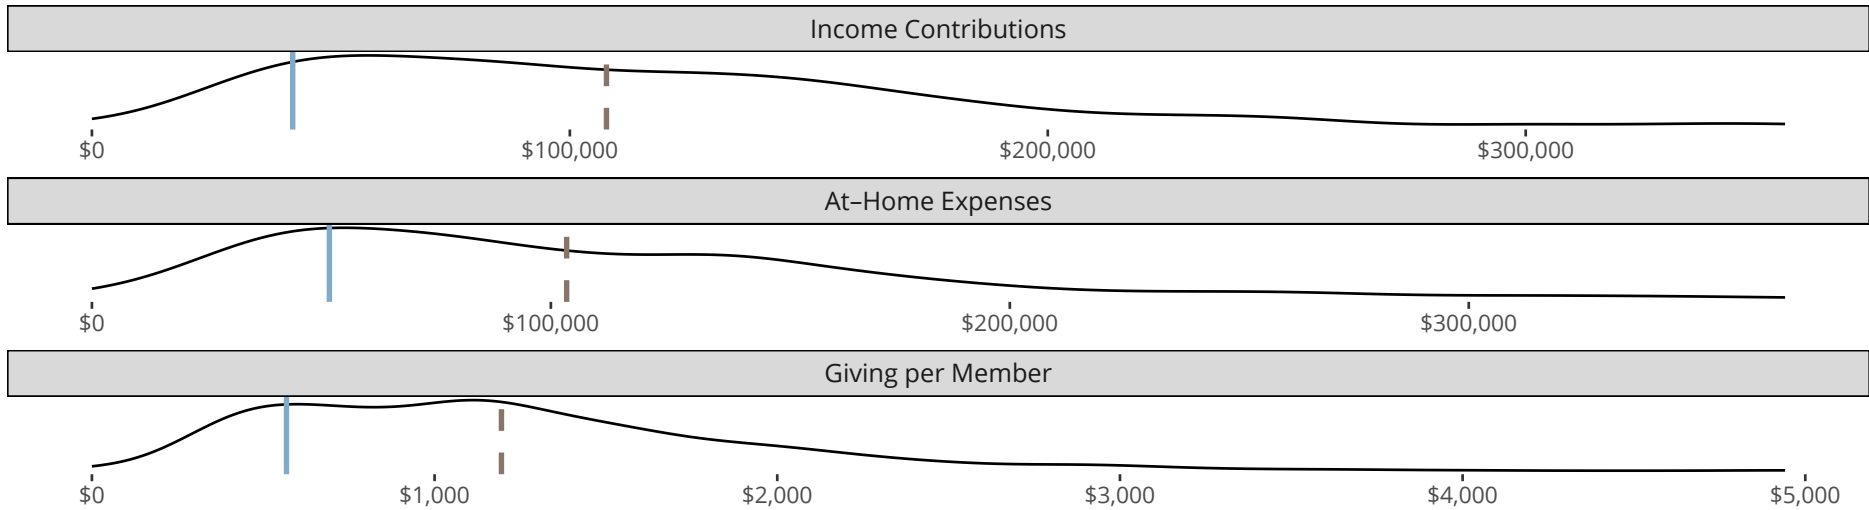 Income Contributions
$0 $100,000 $200,000 $300,000
At–Home Expenses
$0 $100,000 $200,000 $300,000
Giving per Member
$0 $1,000 $2,000 $3,000 $4,000 $5,000